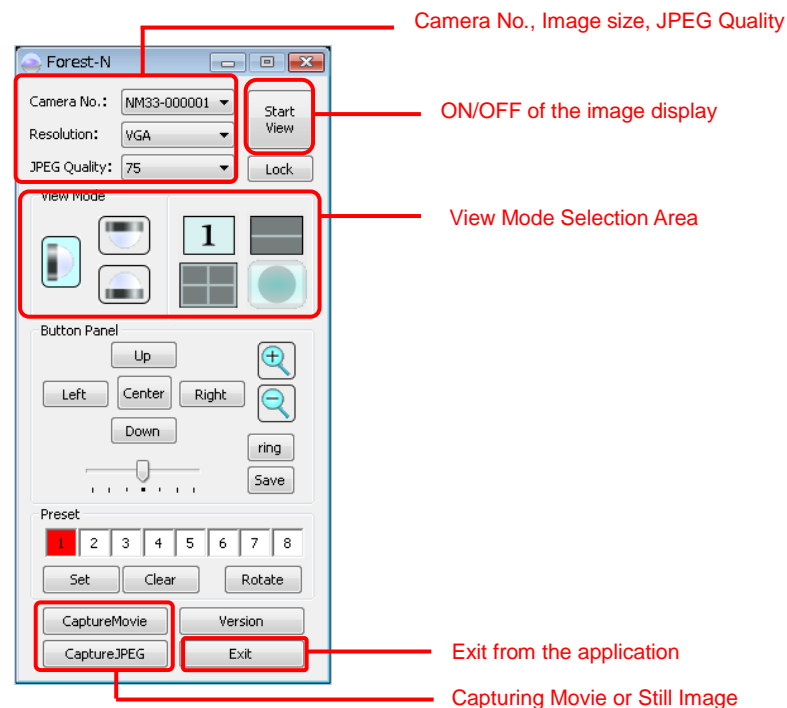 Camera No., Image size, JPEG Quality
Forest-N
Camera No.: NM33-000001
Resolution: VGA
JPEG Quality: 75
Start
View
Lock
ON/OFF of the image display
View Mode
1
View Mode Selection Area
Button Panel
Up
Left Center Right
Down
ring
Save
Preset
1 2 3 4 5 6 7 8
Set Clear Rotate
CaptureMovie Version
CaptureJPEG Exit
Exit from the application
Capturing Movie or Still Image